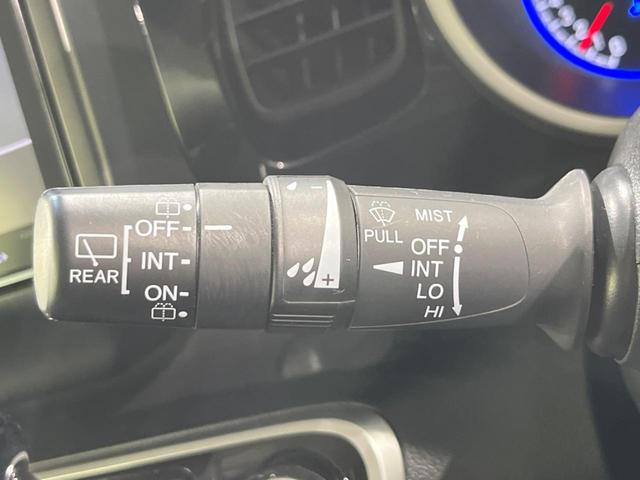 REAR
OFF
INT
ON
- 
+
PULL
MIST
OFF
INT
LO
HI